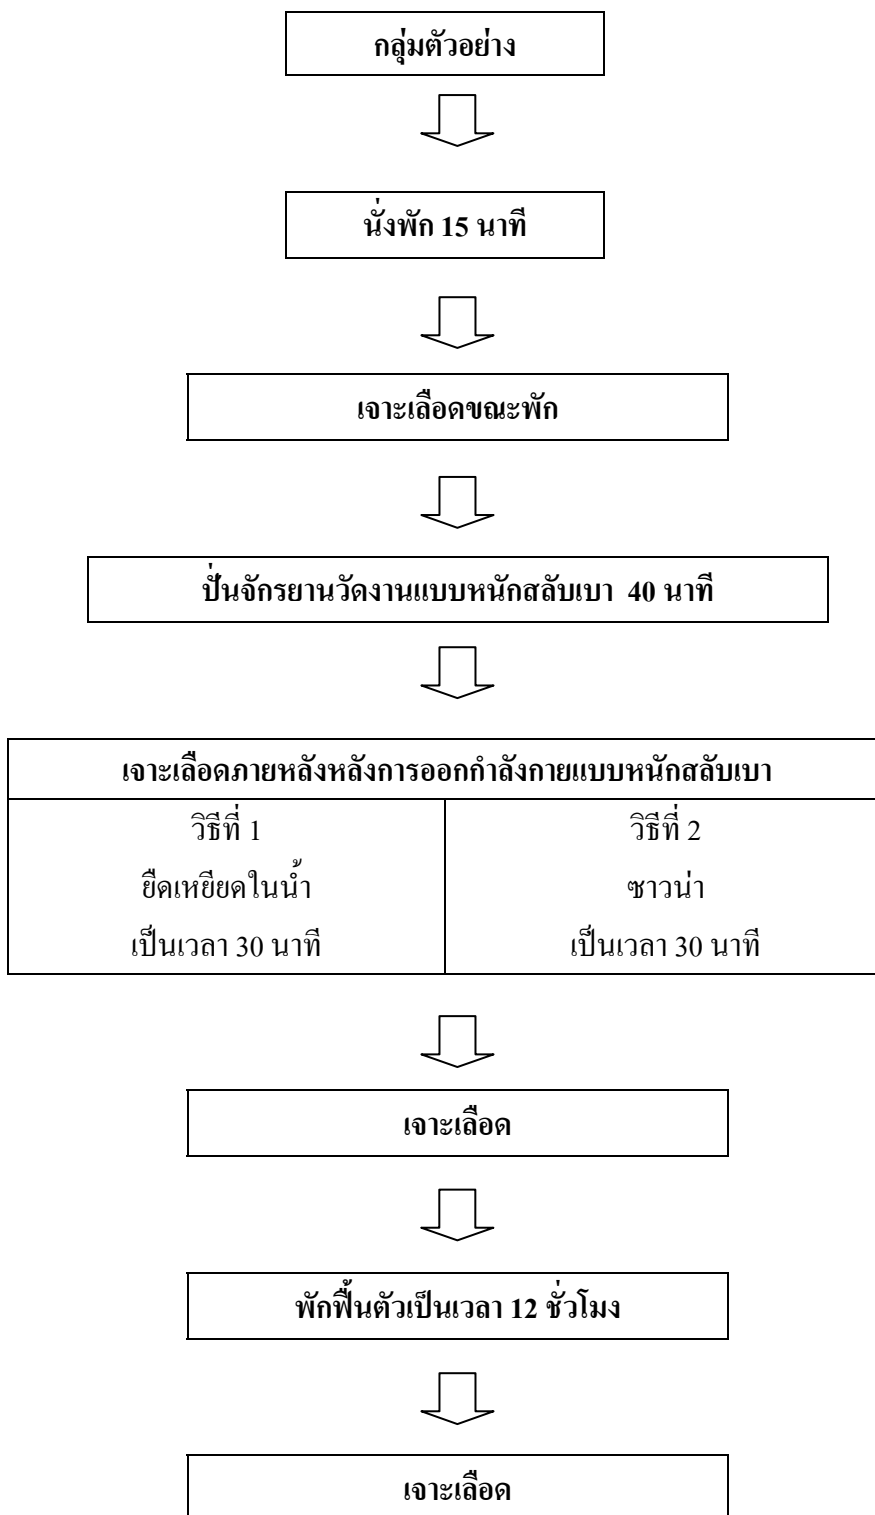 กลุ่มตัวอย่าง
นั่งพัก 15 นาที
เจาะเลือดขณะพัก
ปั่นจักรยานวัดงานแบบหนักสลับเบา 40 นาที
เจาะเลือดภายหลังหลังการออกกำลังกายแบบหนักสลับเบา
วิธีที่ 1
ยืดเหยียดในน้ำ
เป็นเวลา 30 นาที
วิธีที่ 2
ซาวน่า
เป็นเวลา 30 นาที
เจาะเลือด
พักฟื้นตัวเป็นเวลา 12 ชั่วโมง
เจาะเลือด